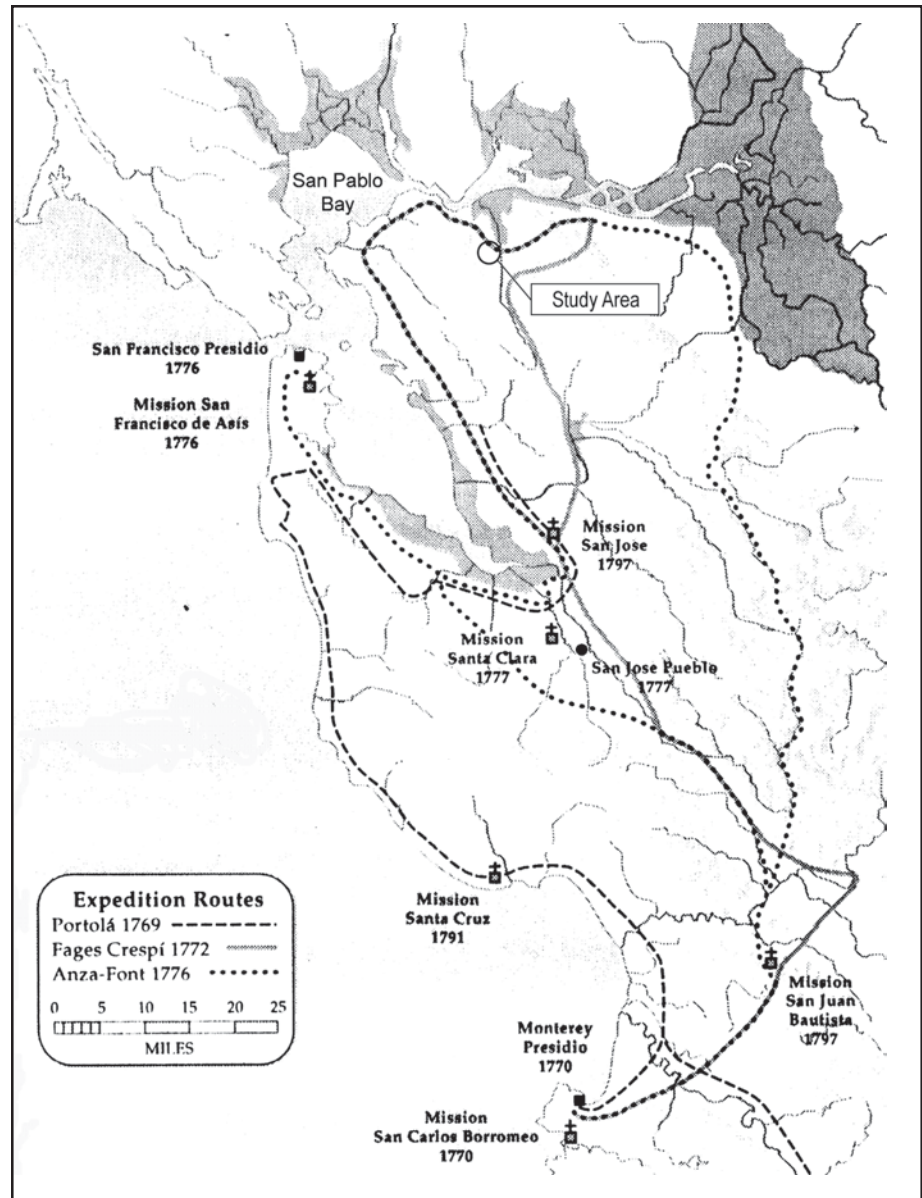 San Pablo
Bay
Study Area
San Francisco Presidio
1776
Mission San
Francisco de Asís
1776
Mission
San Jose
1797
Mission
Santa Clara
1777
San Jose Pueblo
1777
Mission
Santa Cruz
1791
Mission
San Juan
Bautista
1797
Monterey
Presidio
1770
Mission
San Carlos Borromeo
1770
Expedition Routes
Portolá 1769
Fages Crespí 1772
Anza-Font 1776
0 5 10 15 20 25
MILES